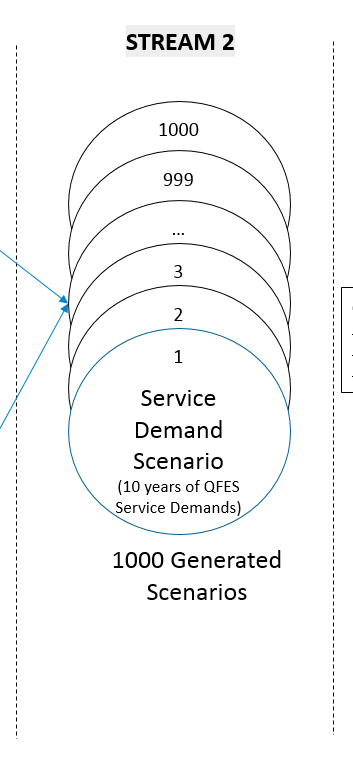 STREAM 2
1000
999
...
3
2
1
Service
Demand
Scenario
(10 years of QFES
Service Demands)
1000 Generated
Scenarios